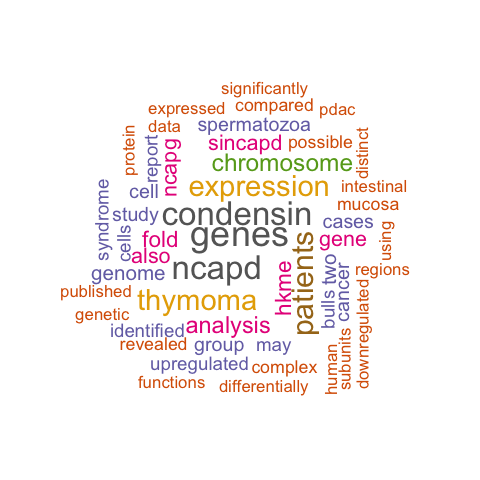 significantly
expressed compared pdac
data spermatozoa
protein report ncapg sincapd possible distinct
chromosome
cell expression intestinal
mucosa
syndrome study condensin cases
cells fold genes patients gene using
also
genome ncapd hkme bulls two cancer regions
published thymoma downregulated
genetic
identified analysis
revealed group may human subunits
upregulated complex
functions differentially